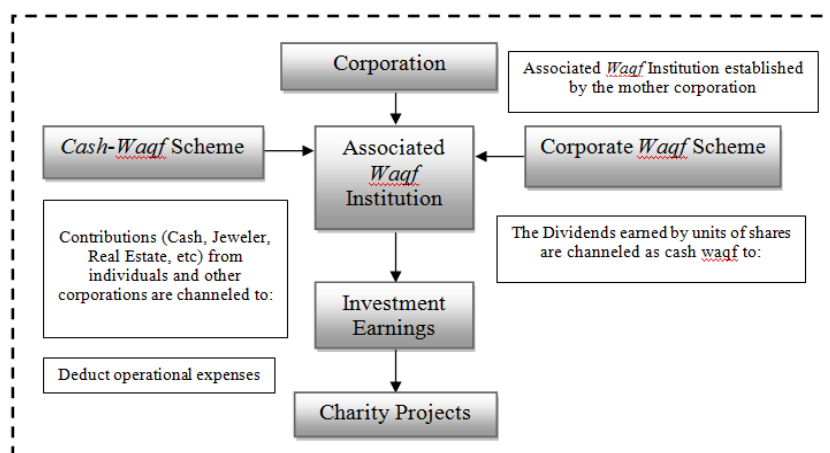 Corporation
Associated Waqf Institution established
by the mother corporation
Cash-Waqf Scheme
Associated
Waqf
Institution
Corporate Waqf Scheme
Contributions (Cash, Jeweler,
Real Estate, etc) from
individuals and other
corporations are channeled to:
The Dividends earned by units of shares
are channeled as cash waqf to:
Investment
Earnings
Deduct operational expenses
Charity Projects